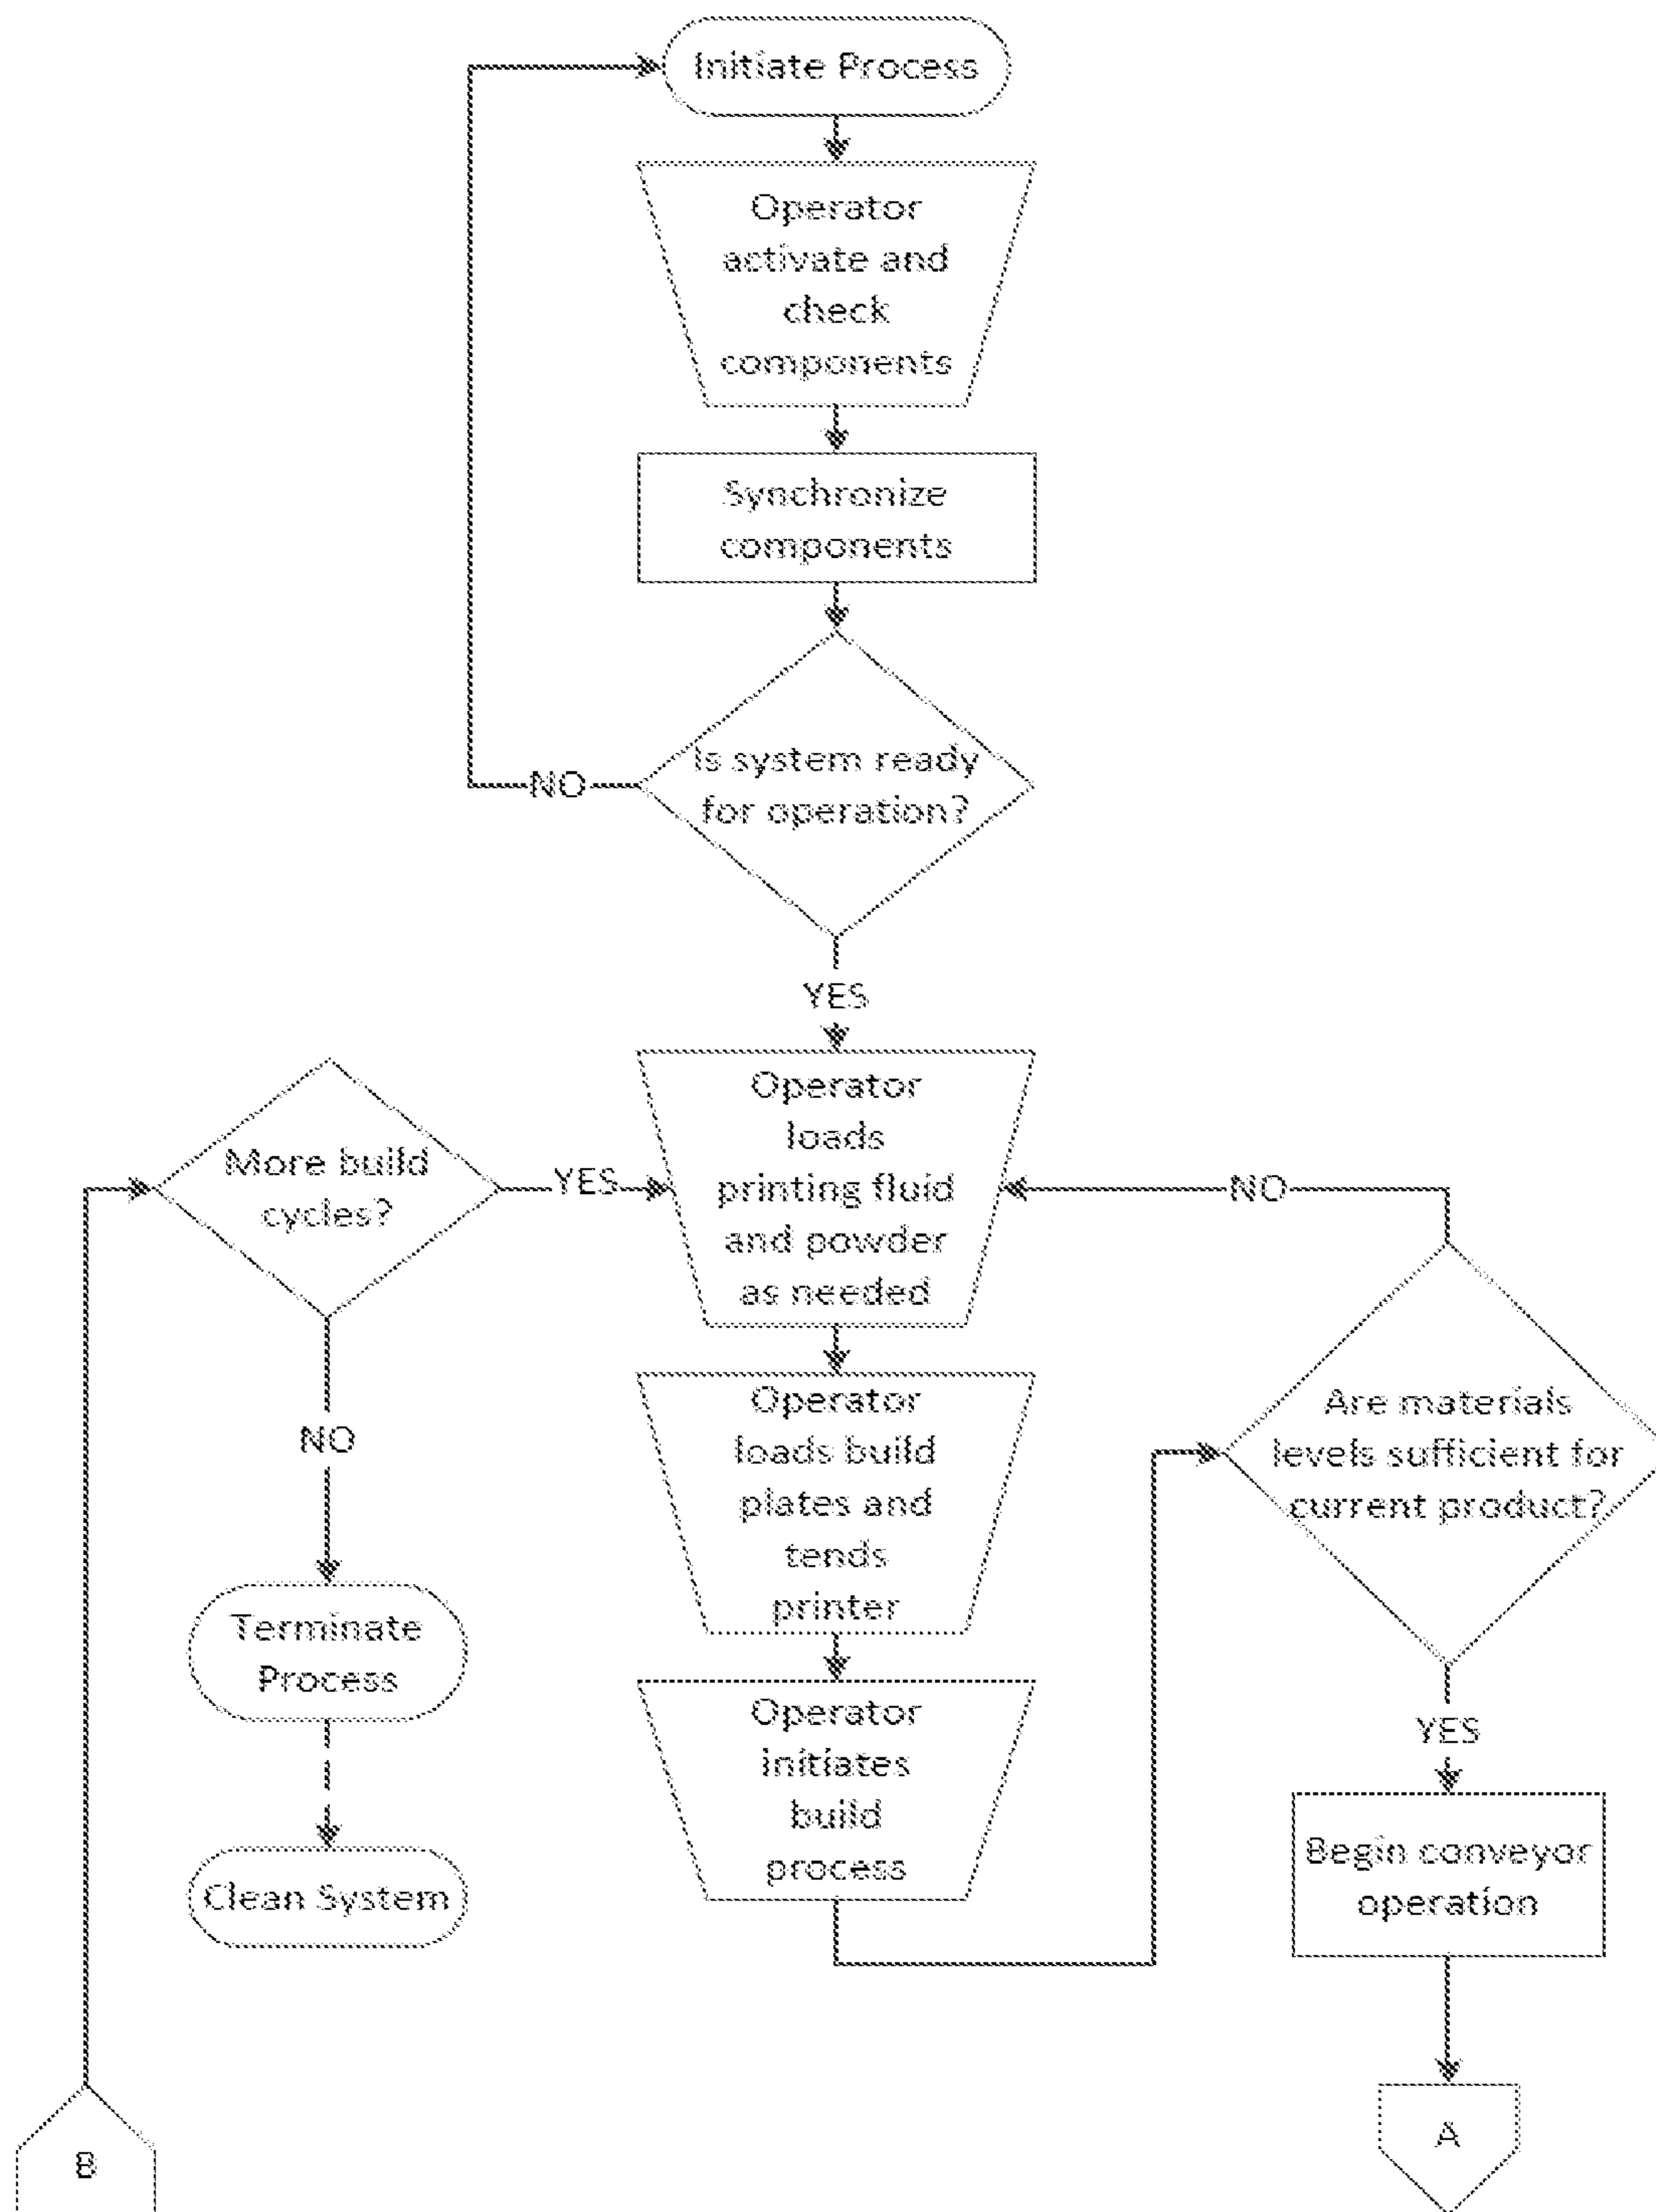 Initiate Process
Operator
activate and
check
components
Synchronize
components
Is system ready
for operation?
NO
YES
More build
cycles?
YES
NO
Operator
loads
printing fluid
and powder
as needed
NO
Operator
loads build
plates and
tends
printer
Are materials
levels sufficient for
current product?
Terminate
Process
Operator
initiates
build
process
YES
Clean System
Begin conveyor
operation
B
A